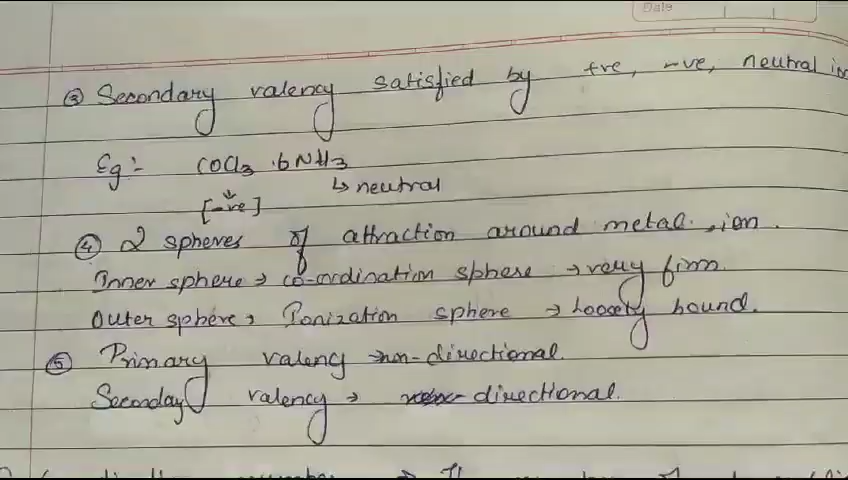 Date
③ Secondary valency satisfied by +ve, -ve, neutral
Eg:- COCl3 .6NH3
↳ neutral
[-ve]
④ 2 spheres of attraction around metal ion.
Inner sphere → co-ordination sphere → very firm.
Outer sphere → Ionization sphere → Loosely bound.
⑤ Primary valency → non-directional.
Seconday valency → directional.